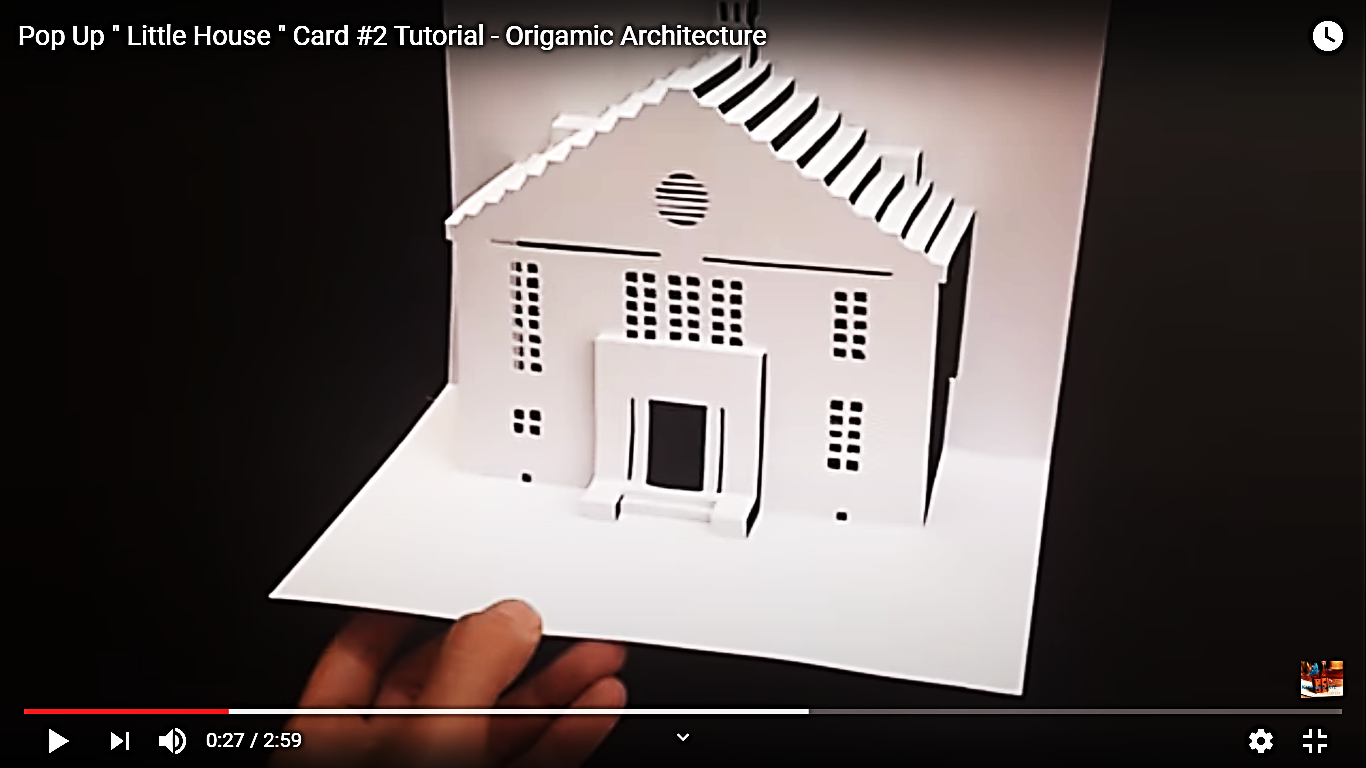 Pop Up " Little House " Card #2 Tutorial - Origamic Architecture
0:27 / 2:59